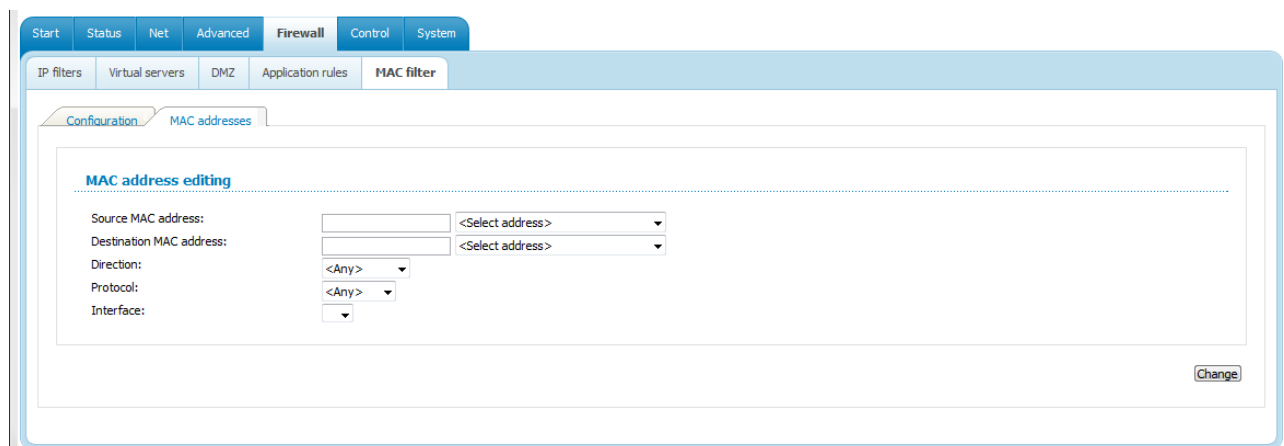 Start Status Net Advanced Firewall Control System
IP filters Virtual servers DMZ Application rules MAC filter
Configuration MAC addresses
MAC address editing
Source MAC address: <Select address>
Destination MAC address: <Select address>
Direction: <Any>
Protocol: <Any>
Interface:
Change